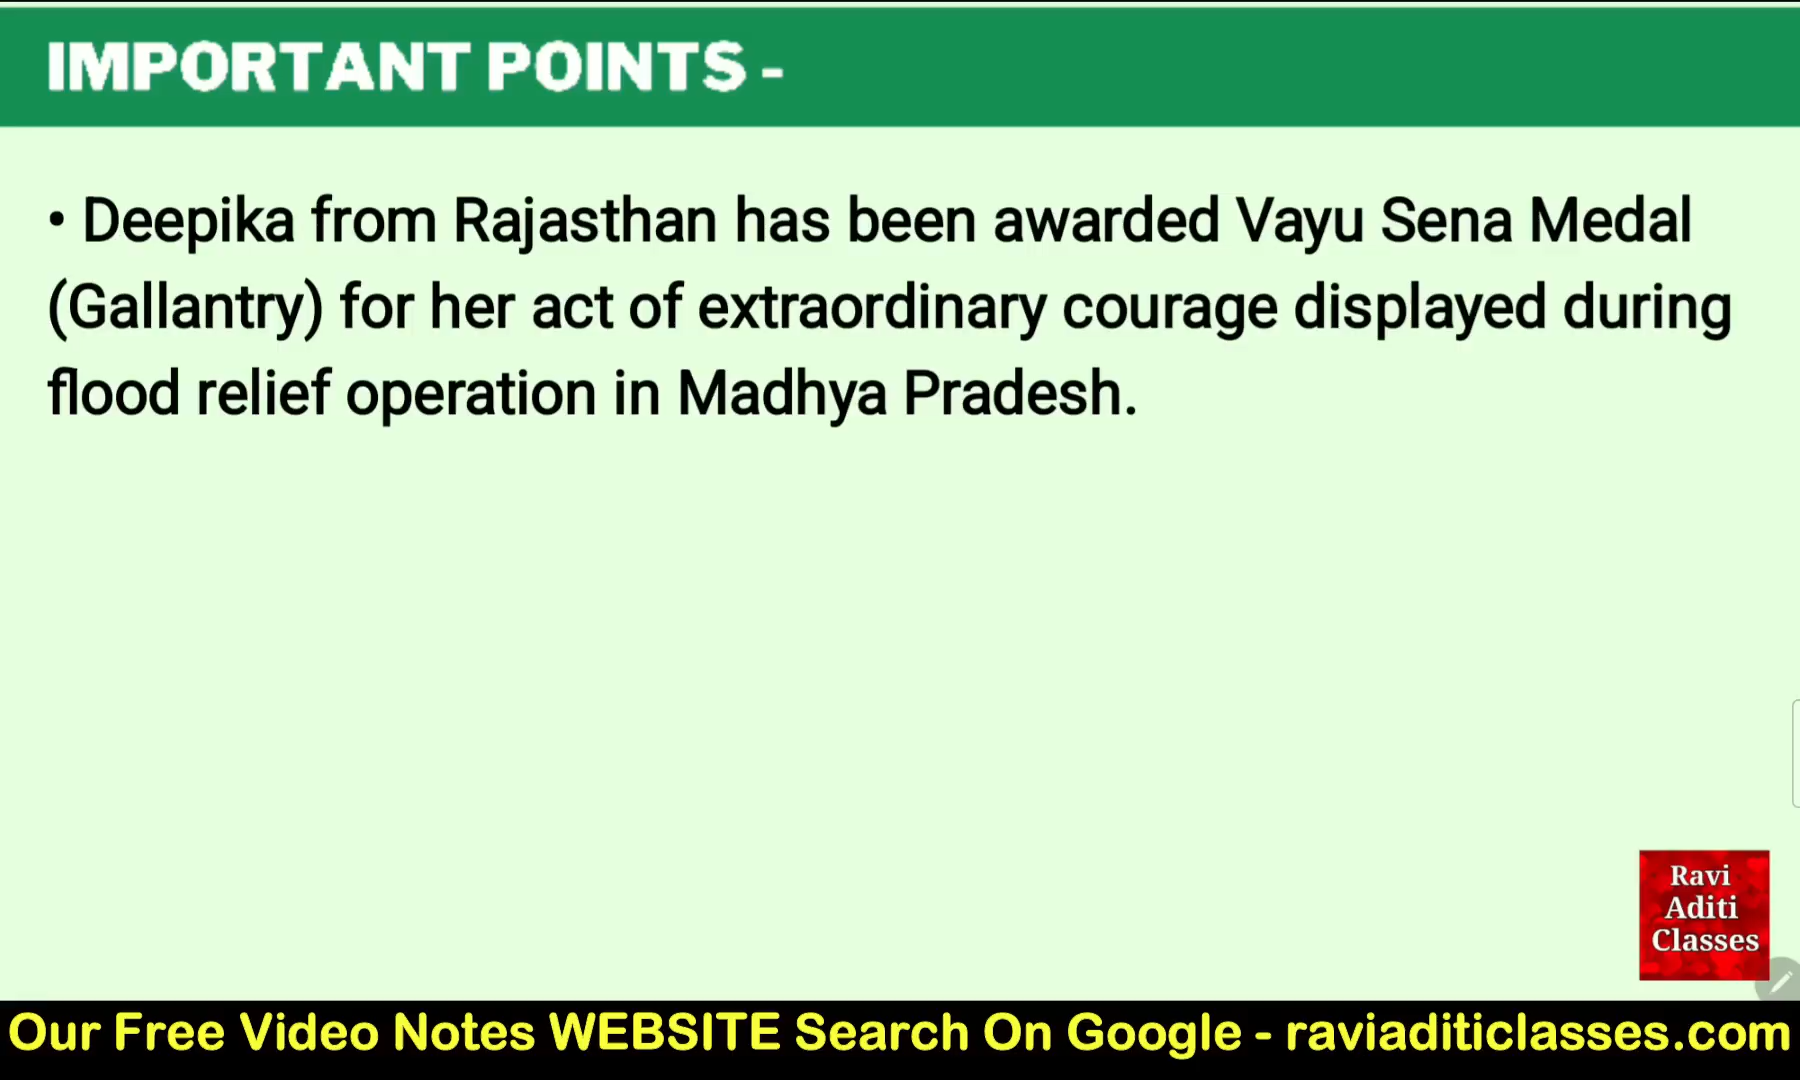 IMPORTANT POINTS -
• Deepika from Rajasthan has been awarded Vayu Sena Medal
(Gallantry) for her act of extraordinary courage displayed during
flood relief operation in Madhya Pradesh.
Ravi
Aditi
Classes
Our Free Video Notes WEBSITE Search On Google - raviaditiclasses.com